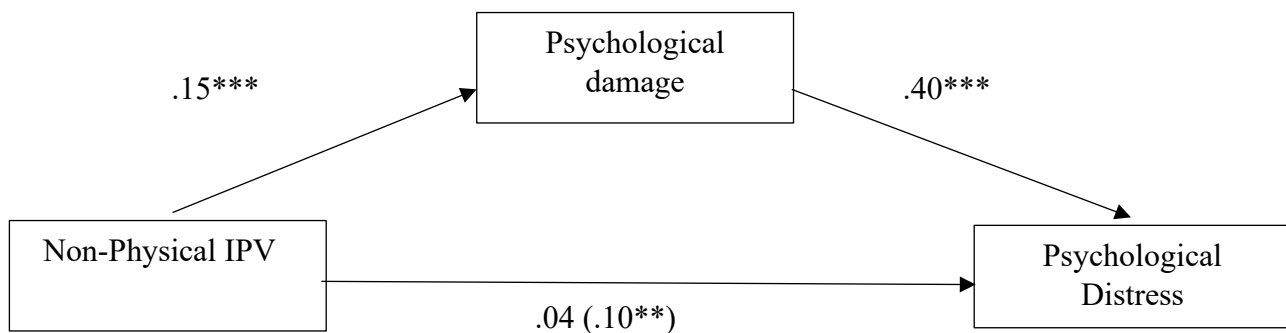 Psychological
damage
.15***
.40***
Non-Physical IPV
Psychological
Distress
.04 (.10**)